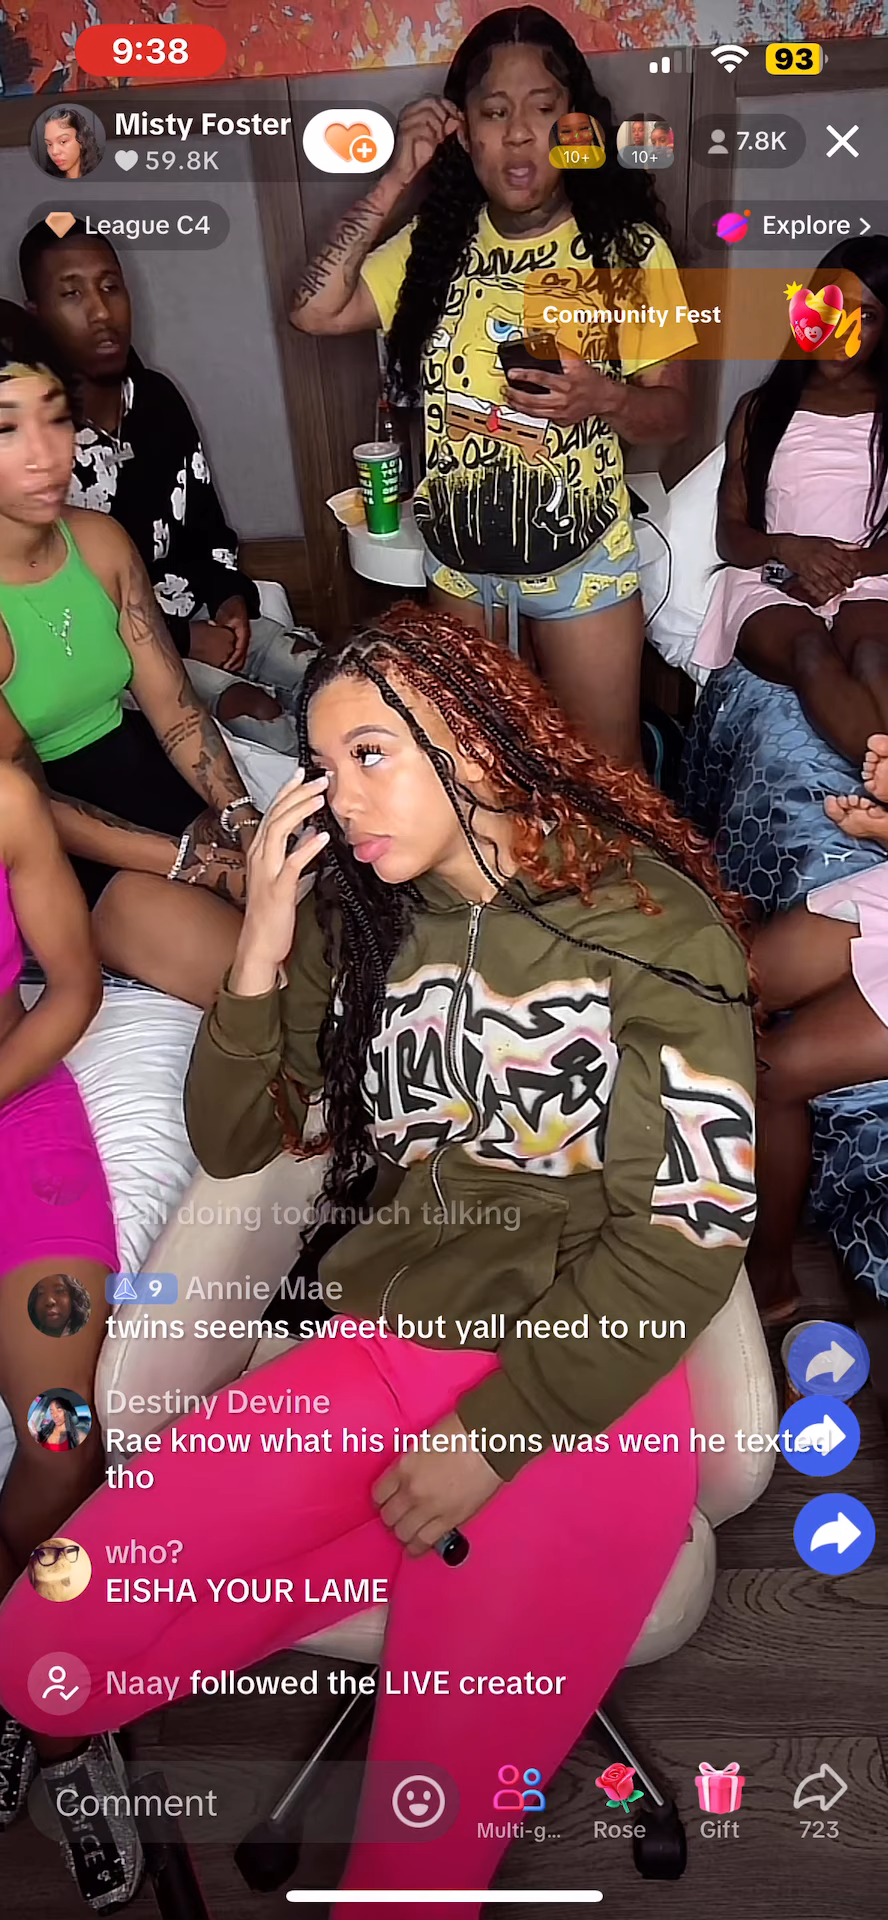 9:38
93
Misty Foster
59.8K
10+
10+
7.8K
League C4
Explore >
Community Fest
doing too much talking
9 Annie Mae
twins seems sweet but yall need to run
Destiny Devine
Rae know what his intentions was wen he texted
tho
who?
EISHA YOUR LAME
Naay followed the LIVE creator
Comment
Multi-g...
Rose
Gift
723